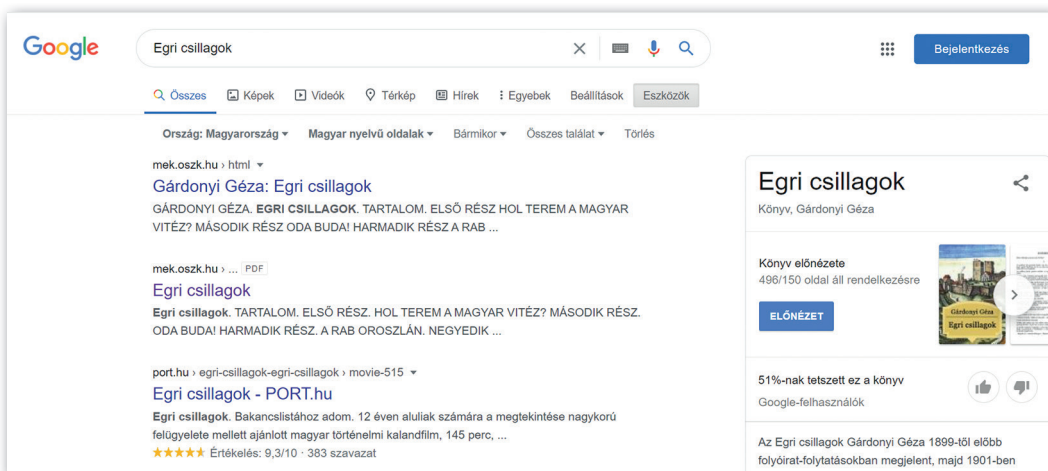 Google
Egri csillagok
Bejelentkezés
Összes Képek Videók Térkép Hírek Egyebek Beállítások Eszközök
Ország: Magyarország Magyar nyelvű oldalak Bármikor Összes találat Törlés
mek.oszk.hu › html
Gárdonyi Géza: Egri csillagok
GÁRDONYI GÉZA. EGRI CSILLAGOK. TARTALOM. ELSŐ RÉSZ HOL TEREM A MAGYAR
VITÉZ? MÁSODIK RÉSZ ODA BUDA! HARMADIK RÉSZ A RAB ...
mek.oszk.hu › ... PDF
Egri csillagok
Egri csillagok. TARTALOM. ELSŐ RÉSZ. HOL TEREM A MAGYAR VITÉZ? MÁSODIK RÉSZ.
ODA BUDA! HARMADIK RÉSZ. A RAB OROSZLÁN. NEGYEDIK ...
port.hu › egri-csillagok-egri-csillagok › movie-515
Egri csillagok - PORT.hu
Egri csillagok. Bakancslistához adom. 12 éven aluliak számára a megtekintése nagykorú
felügyelete mellett ajánlott magyar történelmi kalandfilm, 145 perc, ...
Értékelés: 9,3/10 · 383 szavazat
Egri csillagok
Könyv, Gárdonyi Géza
Könyv előnézete
496/150 oldal áll rendelkezésre
ELŐNÉZET
Gárdonyi Géza
Egri csillagok
51%-nak tetszett ez a könyv
Google-felhasználók
Az Egri csillagok Gárdonyi Géza 1899-től előbb
folyóirat-folytatásokban megjelent, majd 1901-ben